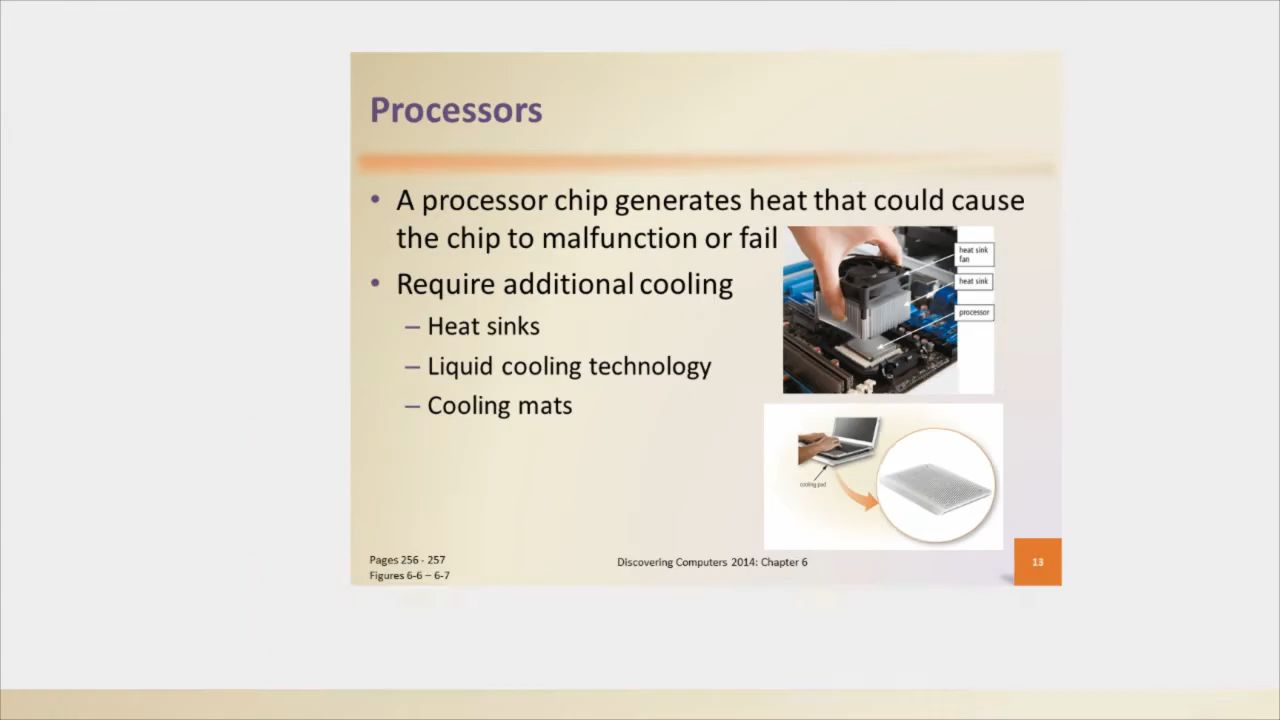 Processors
• A processor chip generates heat that could cause
the chip to malfunction or fail
• Require additional cooling
– Heat sinks
– Liquid cooling technology
– Cooling mats
heat sink
fan
heat sink
processor
cooling pad
Pages 256 - 257
Figures 6-6 – 6-7
Discovering Computers 2014: Chapter 6
13